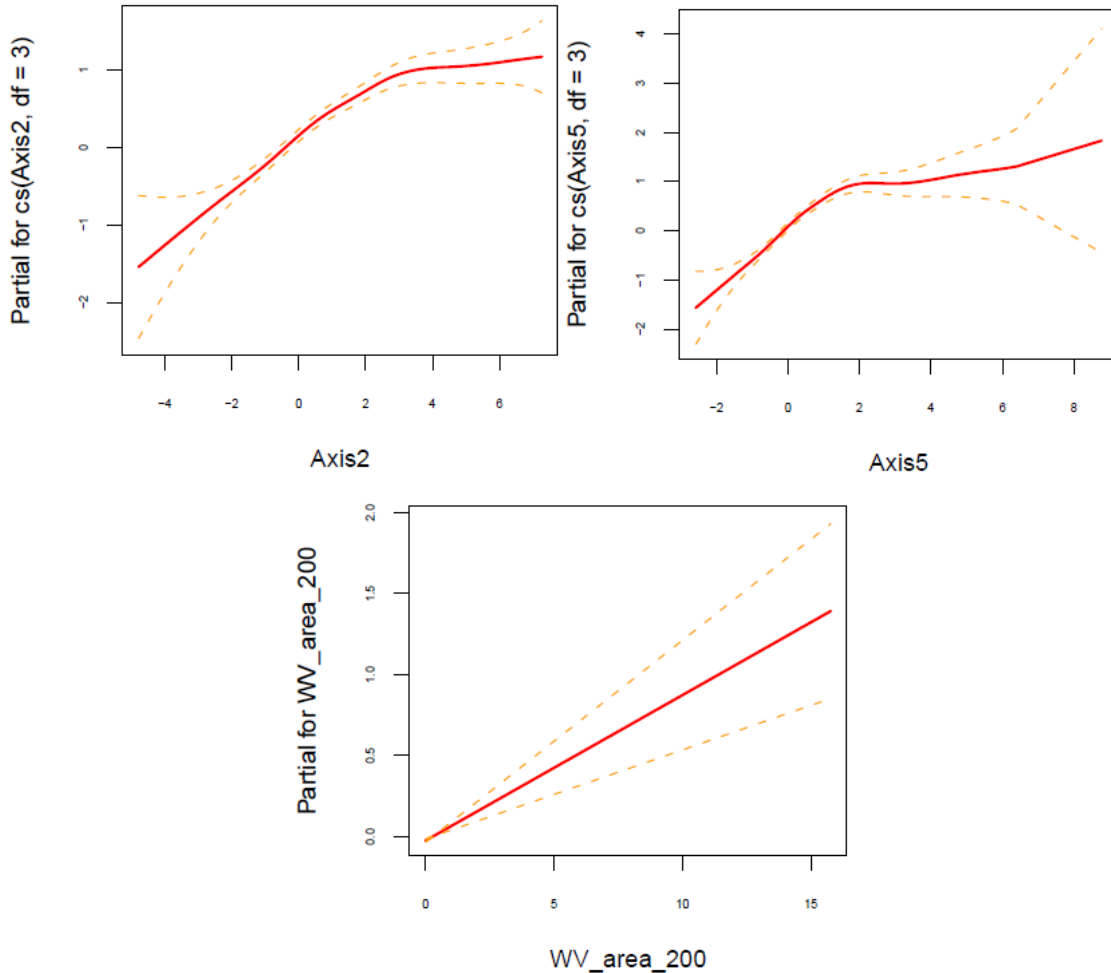 Partial for cs(Axis2, df = 3)
1
0
−1
−2
−4 −2 0 2 4 6
Axis2
Partial for cs(Axis5, df = 3)
4
3
2
1
0
−1
−2
−2 0 2 4 6 8
Axis5
Partial for WV_area_200
2.0
1.5
1.0
0.5
0.0
0 5 10 15
WV_area_200